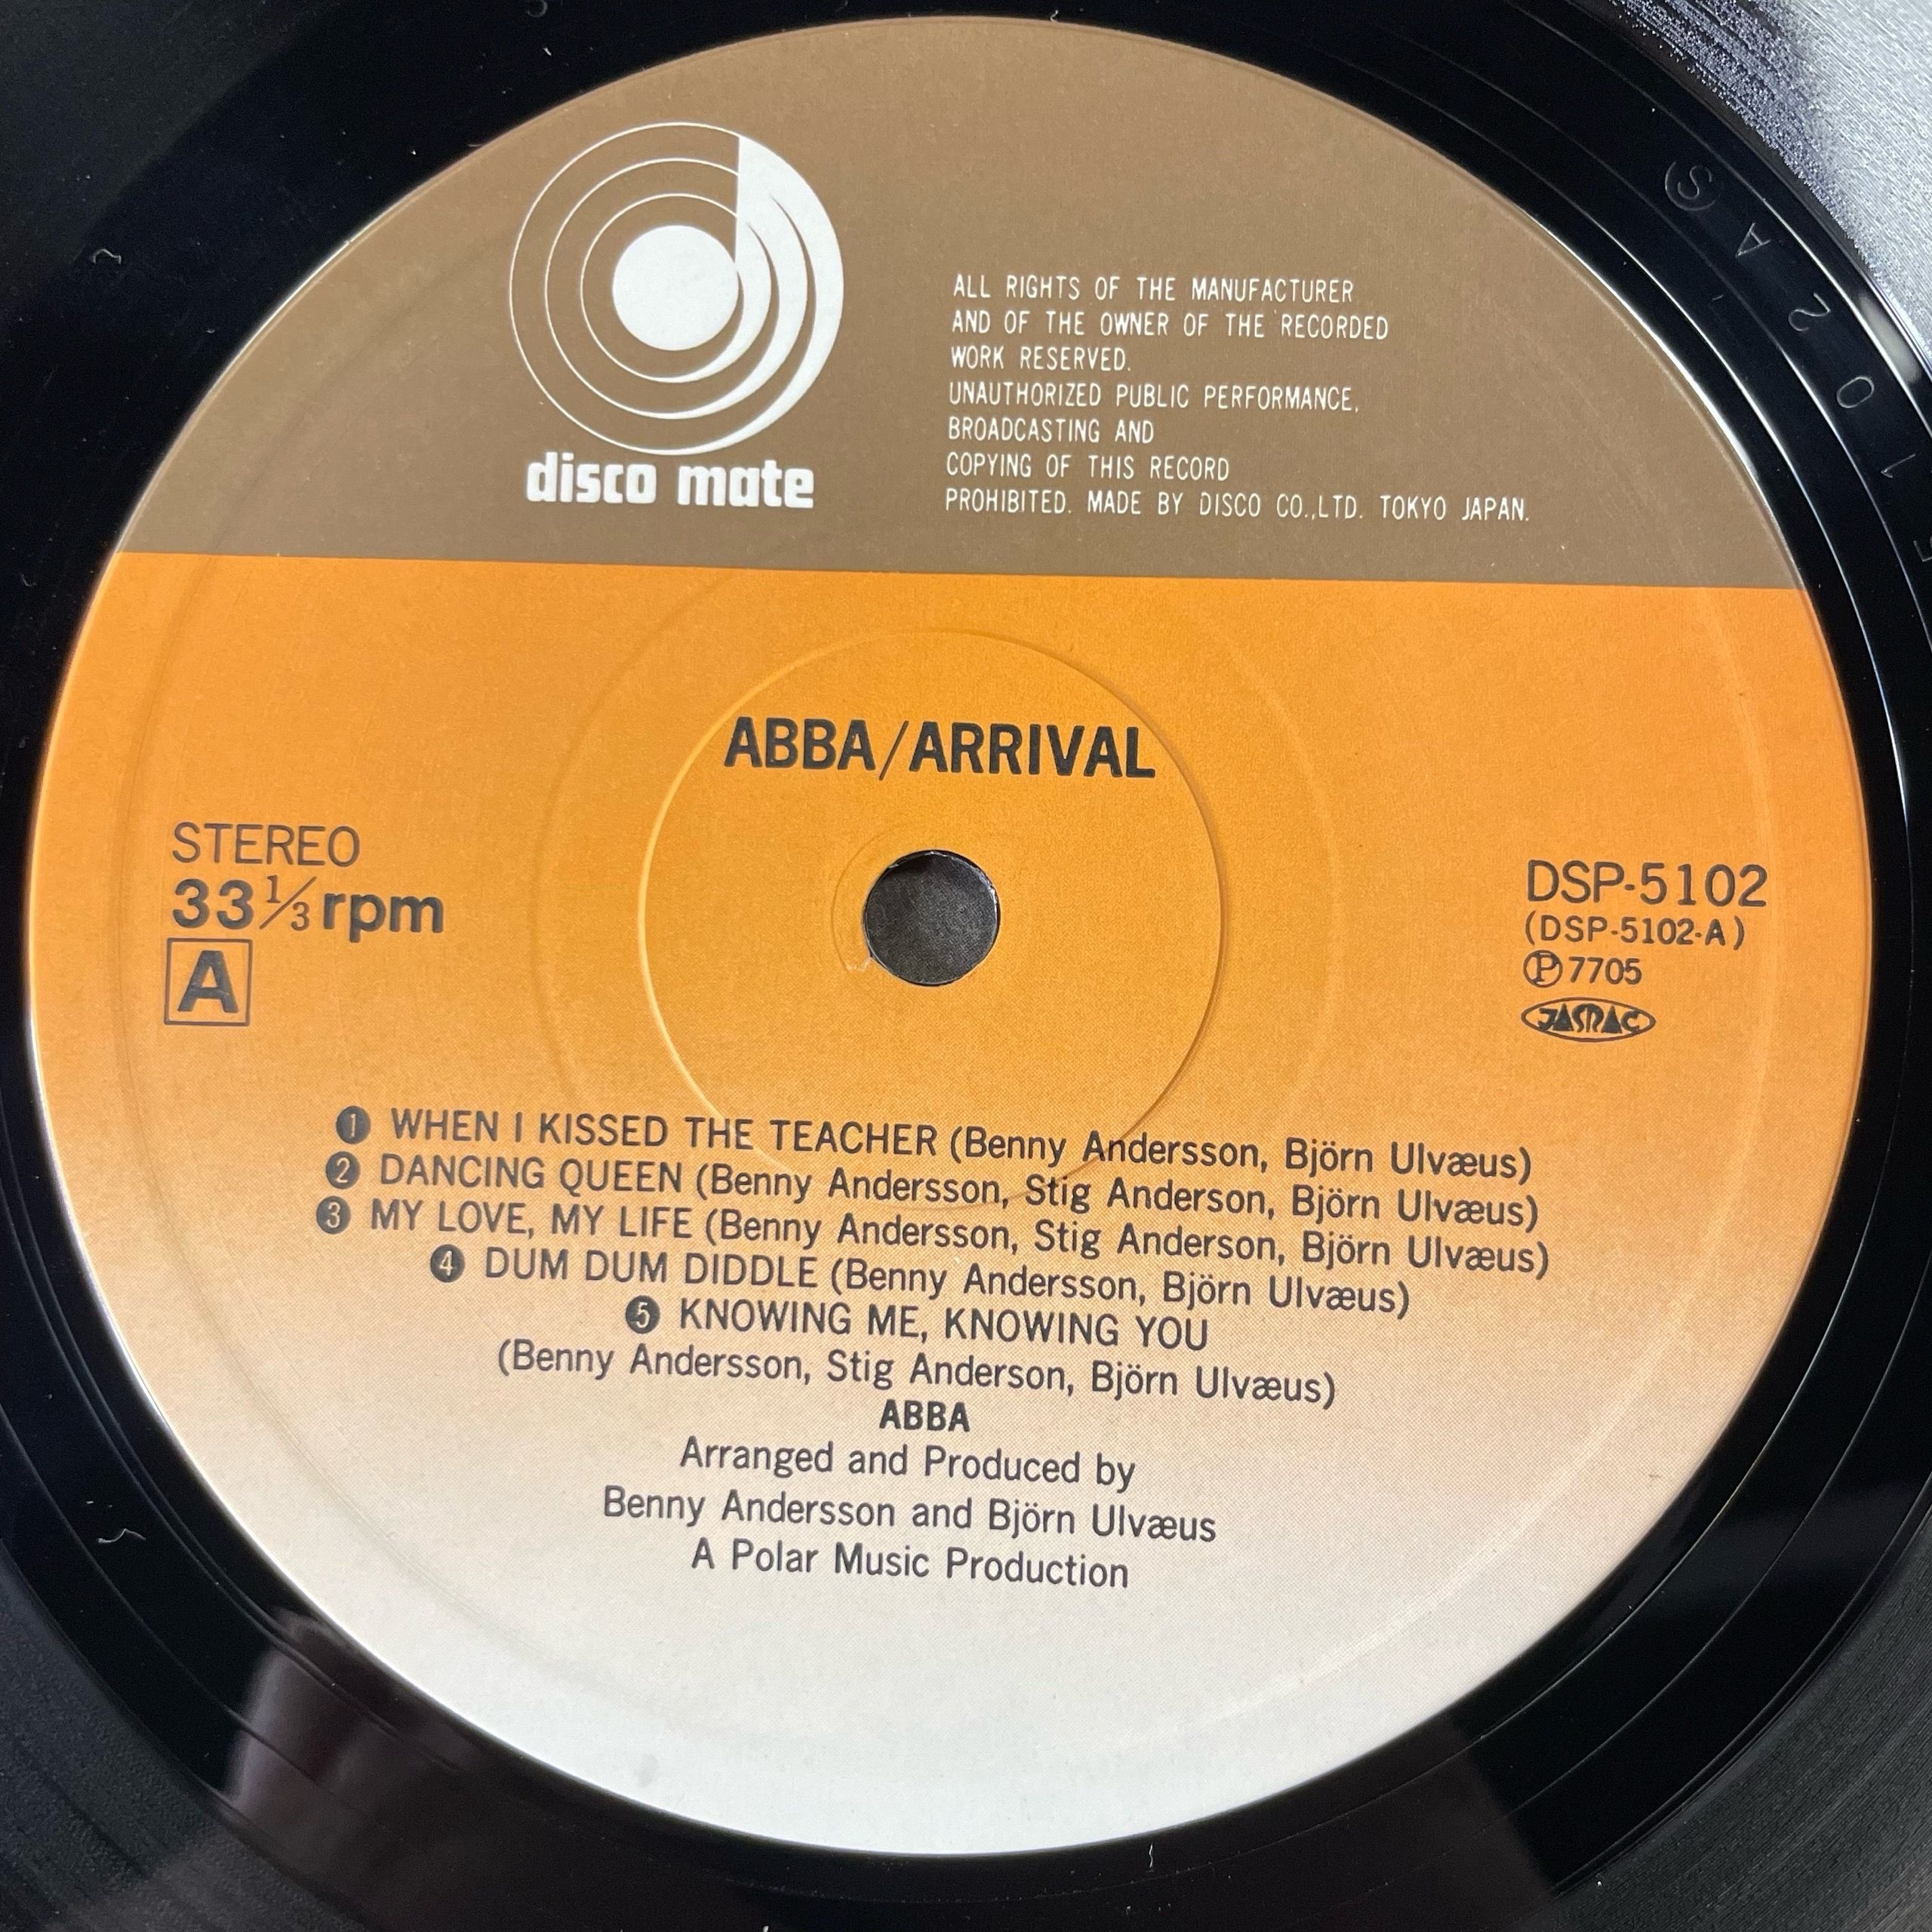 disco mate
ALL RIGHTS OF THE MANUFACTURER
AND OF THE OWNER OF THE RECORDED
WORK RESERVED.
UNAUTHORIZED PUBLIC PERFORMANCE,
BROADCASTING AND
COPYING OF THIS RECORD
PROHIBITED. MADE BY DISCO CO.,LTD. TOKYO JAPAN.
ABBA/ARRIVAL
STEREO
33 1/3 rpm
A
DSP-5102
(DSP-5102-A)
Ⓟ7705
JASRAC
❶ WHEN I KISSED THE TEACHER (Benny Andersson, Björn Ulvæus)
❷ DANCING QUEEN (Benny Andersson, Stig Anderson, Björn Ulvæus)
❸ MY LOVE, MY LIFE (Benny Andersson, Stig Anderson, Björn Ulvæus)
❹ DUM DUM DIDDLE (Benny Andersson, Björn Ulvæus)
❺ KNOWING ME, KNOWING YOU
(Benny Andersson, Stig Anderson, Björn Ulvæus)
ABBA
Arranged and Produced by
Benny Andersson and Björn Ulvæus
A Polar Music Production